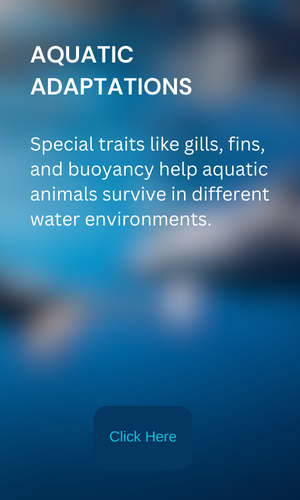 AQUATIC
ADAPTATIONS
Special traits like gills, fins,
and buoyancy help aquatic
animals survive in different
water environments.
Click Here